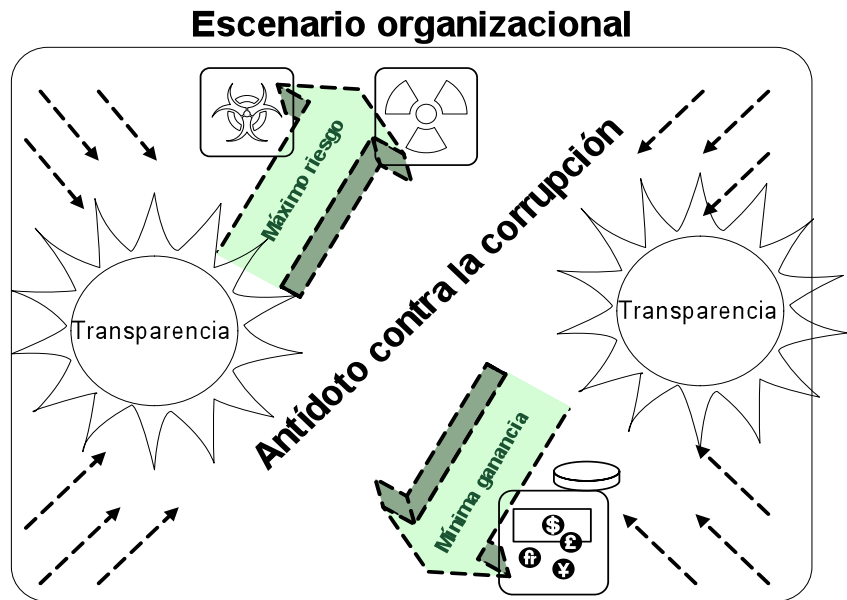 Escenario organizacional
Máximo riesgo
Antídoto contra la corrupción
Transparencia
Transparencia
Mínima ganancia
$
£
₣
¥